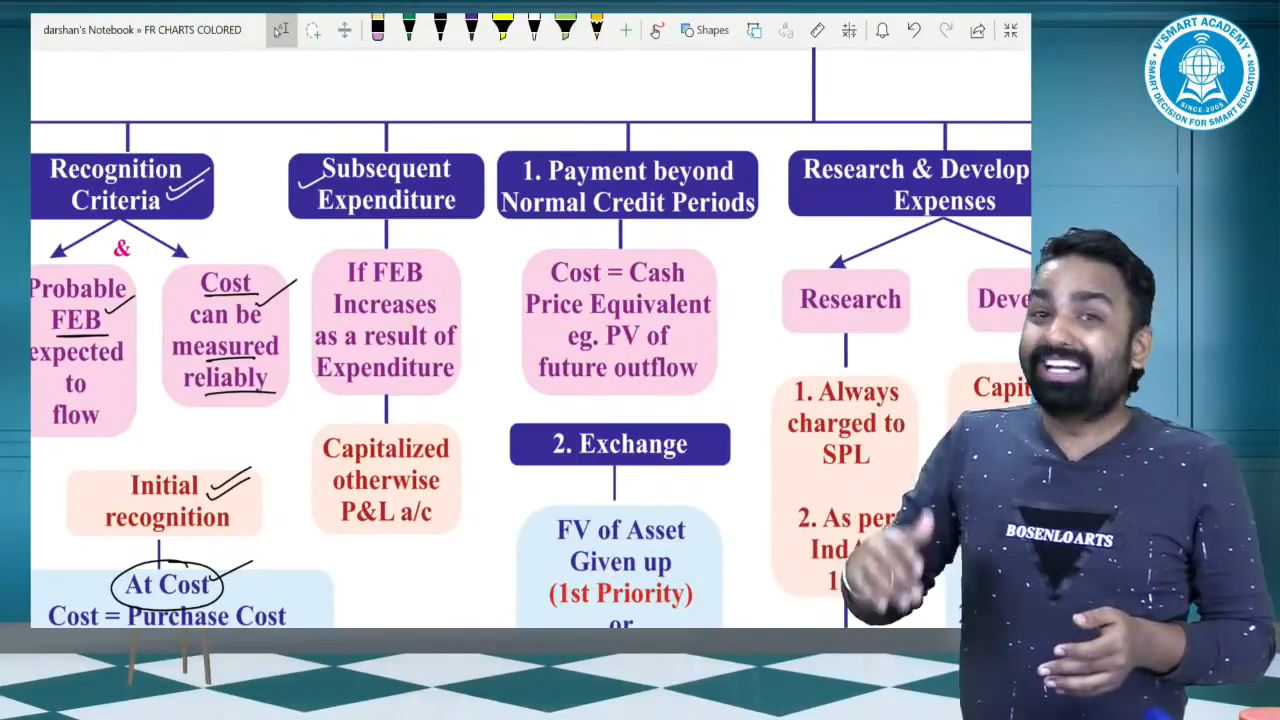 darshan's Notebook » FR CHARTS COLORED
Shapes
V'SMART ACADEMY
SMART DECISION FOR SMART EDUCATION
SINCE-2005
Recognition
Criteria
&
Probable
FEB
expected
to
flow
Cost
can be
measured
reliably
Initial
recognition
At Cost
Cost = Purchase Cost
Subsequent
Expenditure
If FEB
Increases
as a result of
Expenditure
Capitalized
otherwise
P&L a/c
1. Payment beyond
Normal Credit Periods
Cost = Cash
Price Equivalent
eg. PV of
future outflow
2. Exchange
FV of Asset
Given up
(1st Priority)
or
Research & Develop
Expenses
Research
1. Always
charged to
SPL
2. As per
Ind
1
Deve
Capit
BOSENLOARTS